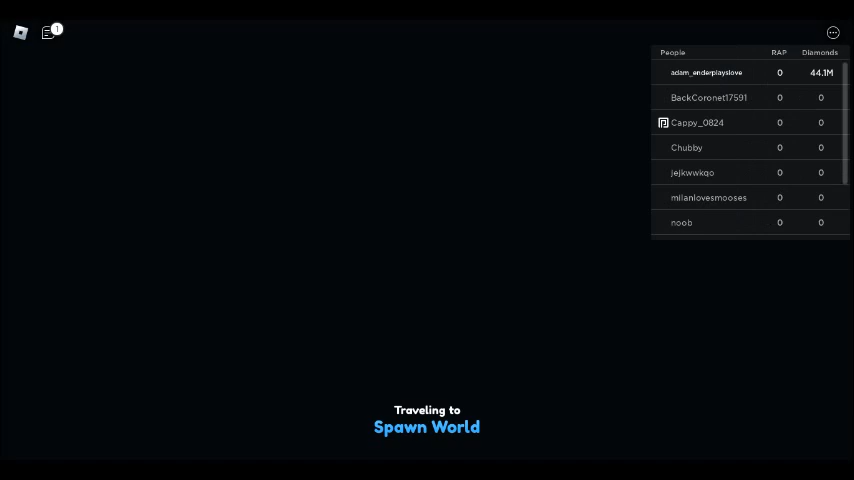 1
People RAP Diamonds
adam_enderplayslove 0 44.1M
BackCoronet17591 0 0
Cappy_0824 0 0
Chubby 0 0
jejkwwkqo 0 0
milanlovesmooses 0 0
noob 0 0
Traveling to
Spawn World